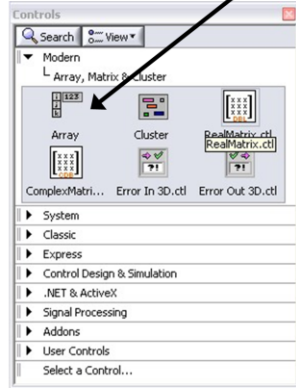 Controls
Search View
Modern
Array, Matrix & Cluster
Array Cluster RealMatrix.ctl
RealMatrix.ctl
ComplexMatri... Error In 3D.ctl Error Out 3D.ctl
System
Classic
Express
Control Design & Simulation
.NET & ActiveX
Signal Processing
Addons
User Controls
Select a Control...